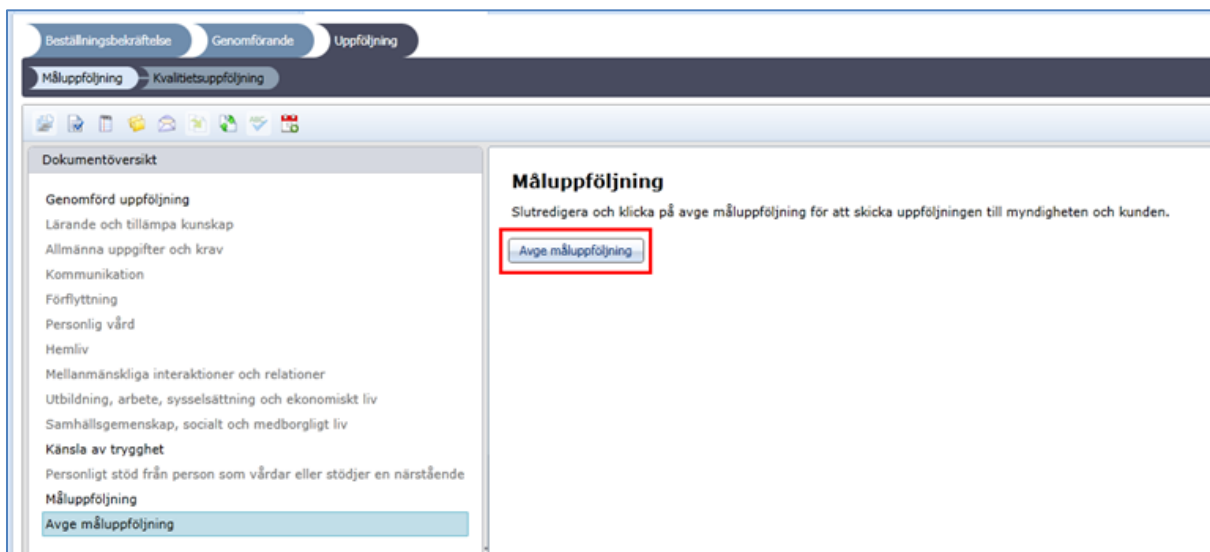 Beställningsbekräftelse Genomförande Uppföljning
Måluppföljning Kvalitetsuppföljning
Dokumentöversikt
Genomförd uppföljning
Lärande och tillämpa kunskap
Allmänna uppgifter och krav
Kommunikation
Förflyttning
Personlig vård
Hemliv
Mellanmänskliga interaktioner och relationer
Utbildning, arbete, sysselsättning och ekonomiskt liv
Samhällsgemenskap, socialt och medborgligt liv
Känsla av trygghet
Personligt stöd från person som vårdar eller stödjer en närstående
Måluppföljning
Avge måluppföljning
Måluppföljning
Slutredigera och klicka på avge måluppföljning för att skicka uppföljningen till myndigheten och kunden.
Avge måluppföljning